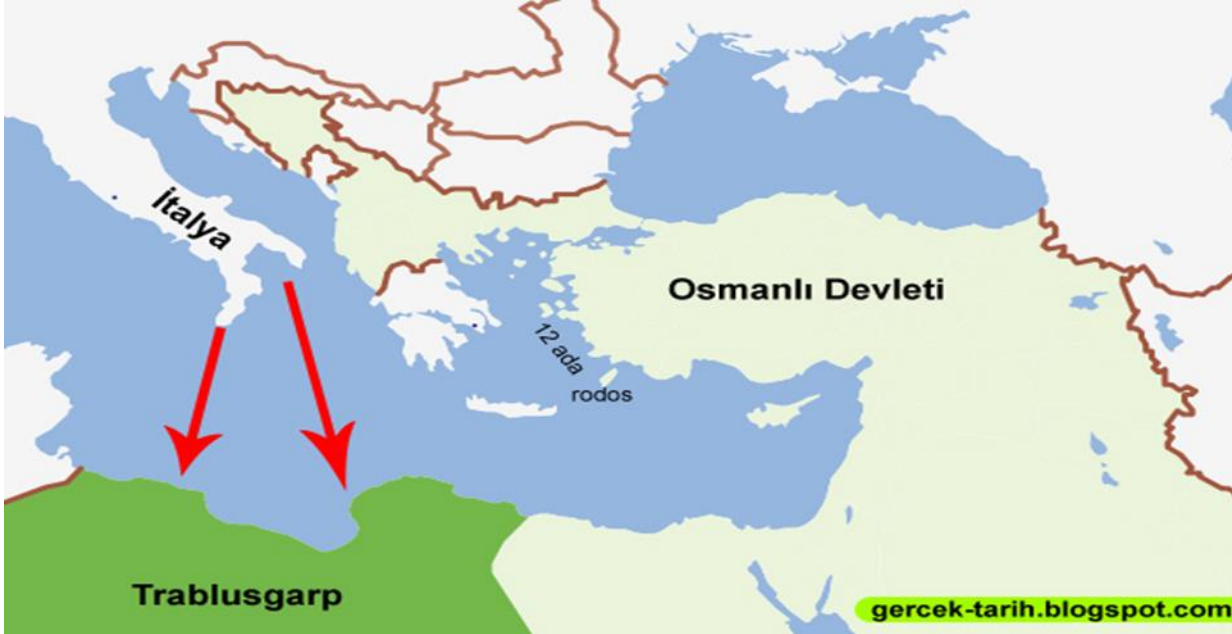 İtalya
Osmanlı Devleti
12 ada
rodos
Trablusgarp
gercek-tarih.blogspot.com